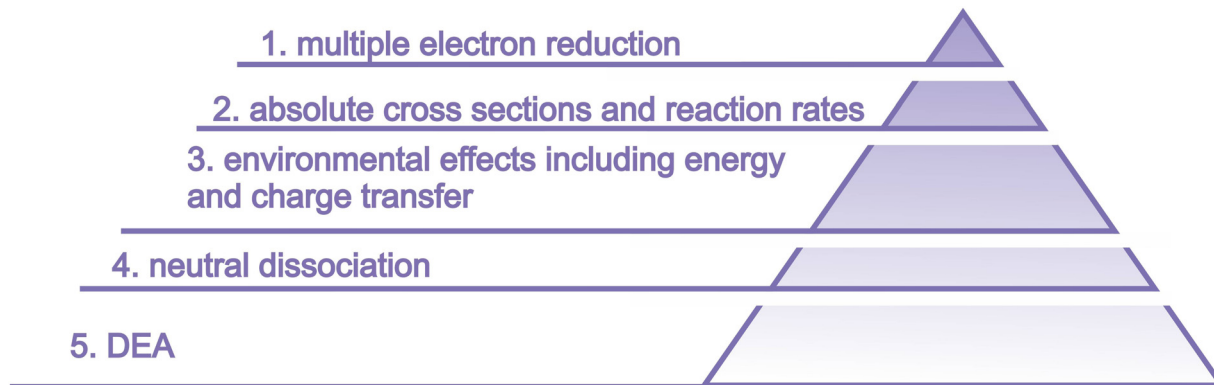 1. multiple electron reduction
2. absolute cross sections and reaction rates
3. environmental effects including energy
and charge transfer
4. neutral dissociation
5. DEA